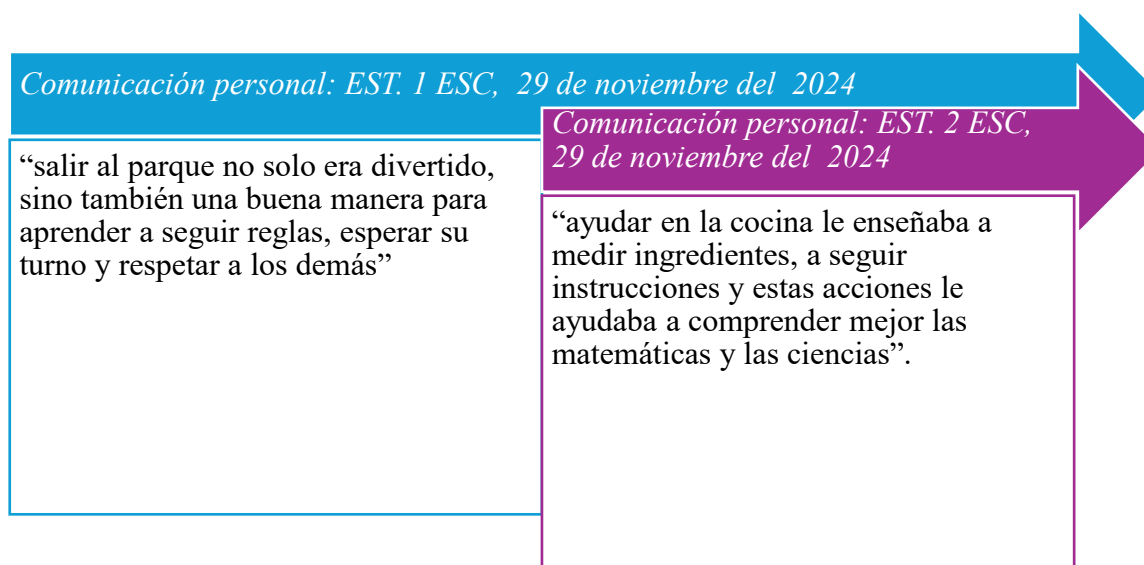 Comunicación personal: EST. 1 ESC,  29 de noviembre del  2024
“salir al parque no solo era divertido,
sino también una buena manera para
aprender a seguir reglas, esperar su
turno y respetar a los demás”
Comunicación personal: EST. 2 ESC,
29 de noviembre del  2024
“ayudar en la cocina le enseñaba a
medir ingredientes, a seguir
instrucciones y estas acciones le
ayudaba a comprender mejor las
matemáticas y las ciencias”.